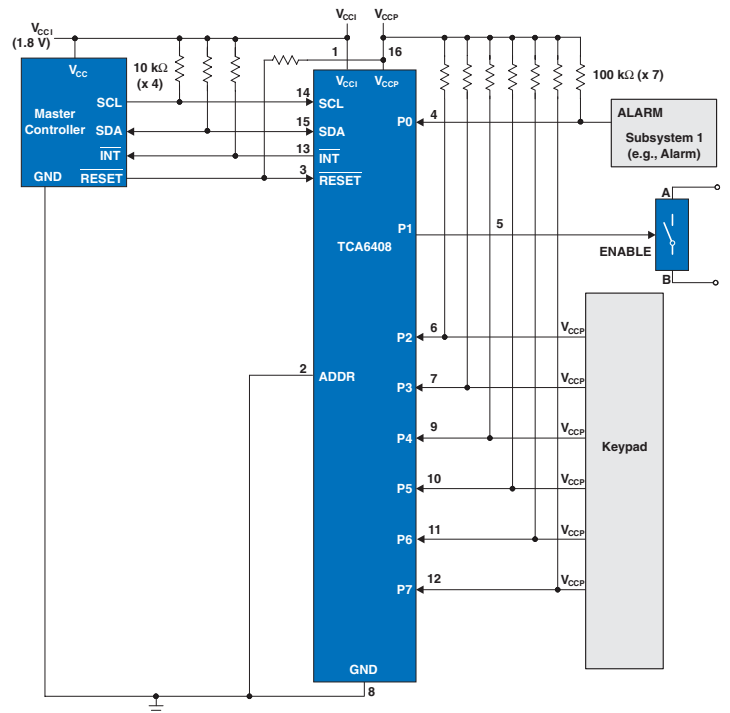 VCCI
(1.8 V)
VCCI
VCCP
1
16
VCC
10 kΩ
(x 4)
VCCI
VCCP
100 kΩ (x 7)
Master
Controller
SCL
SDA
INT
RESET
GND
14
SCL
15
SDA
13
INT
3
RESET
P0
4
ALARM
Subsystem 1
(e.g., Alarm)
P1
5
A
ENABLE
B
TCA6408
P2
6
VCCP
2
ADDR
P3
7
VCCP
P4
9
VCCP
Keypad
P5
10
VCCP
P6
11
VCCP
P7
12
VCCP
GND
8